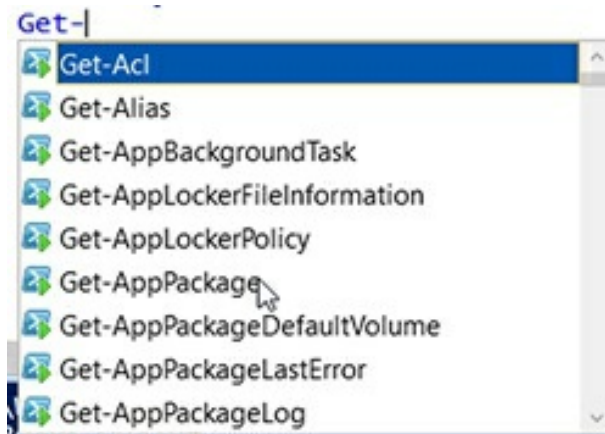 Get-
Get-Acl
Get-Alias
Get-AppBackgroundTask
Get-AppLockerFileInformation
Get-AppLockerPolicy
Get-AppPackage
Get-AppPackageDefaultVolume
Get-AppPackageLastError
Get-AppPackageLog